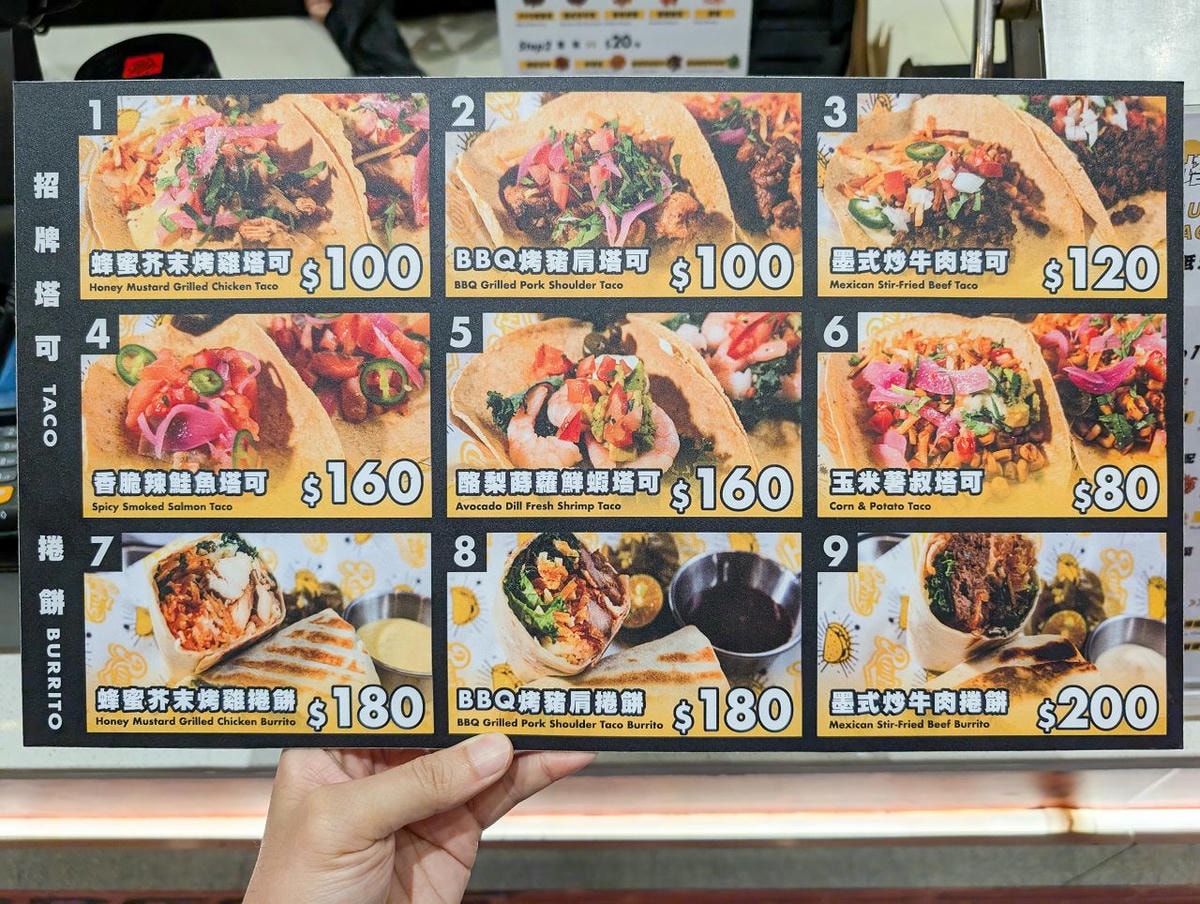 Step2
$20
招牌塔可 TACO
1
蜂蜜芥末烤雞塔可
Honey Mustard Grilled Chicken Taco
$100
2
BBQ烤豬肩塔可
BBQ Grilled Pork Shoulder Taco
$100
3
墨式炒牛肉塔可
Mexican Stir-Fried Beef Taco
$120
4
香脆辣鮭魚塔可
Spicy Smoked Salmon Taco
$160
5
酪梨蒔蘿鮮蝦塔可
Avocado Dill Fresh Shrimp Taco
$160
6
玉米薯叔塔可
Corn & Potato Taco
$80
捲餅 BURRITO
7
蜂蜜芥末烤雞捲餅
Honey Mustard Grilled Chicken Burrito
$180
8
BBQ烤豬肩捲餅
BBQ Grilled Pork Shoulder Taco Burrito
$180
9
墨式炒牛肉捲餅
Mexican Stir-Fried Beef Burrito
$200